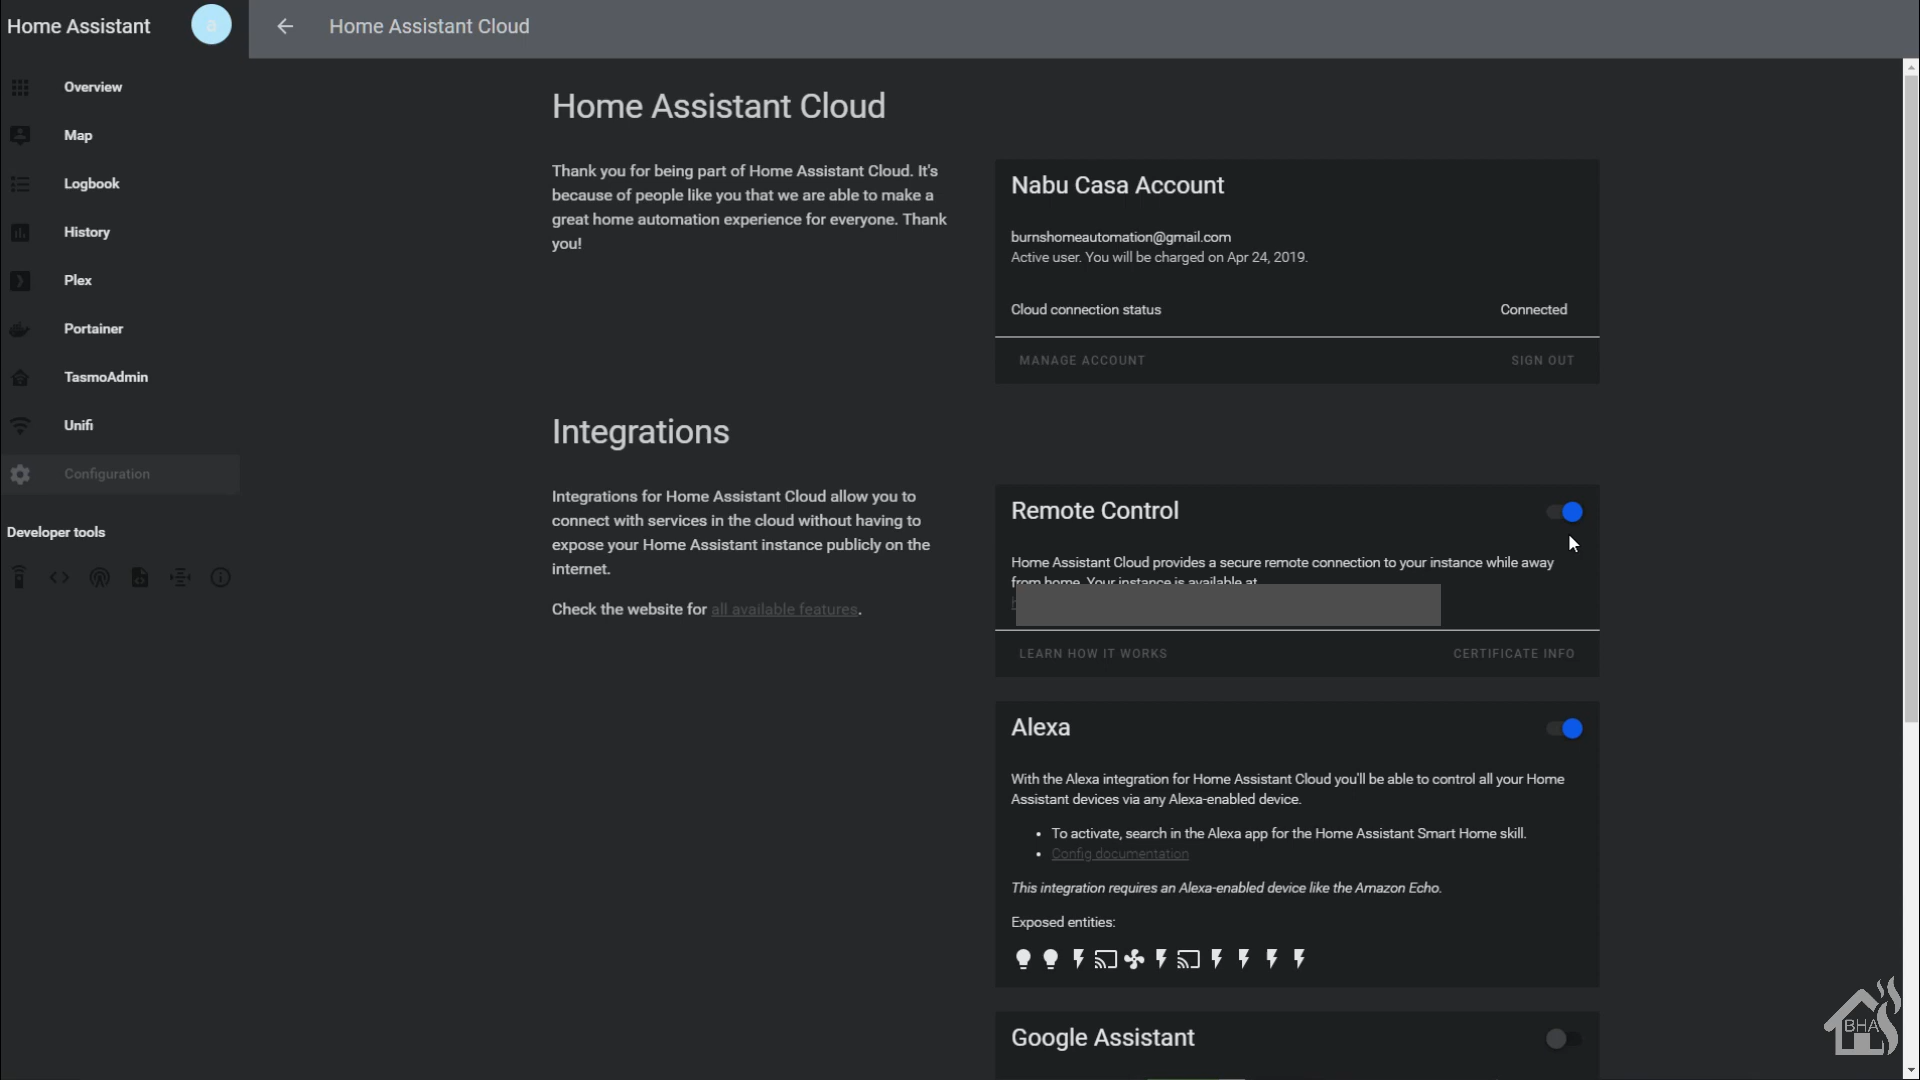 Home Assistant
a
Home Assistant Cloud
Overview
Map
Logbook
History
Plex
Portainer
TasmoAdmin
Unifi
Configuration
Developer tools
Home Assistant Cloud
Thank you for being part of Home Assistant Cloud. It's
because of people like you that we are able to make a
great home automation experience for everyone. Thank
you!
Nabu Casa Account
burnshomeautomation@gmail.com
Active user. You will be charged on Apr 24, 2019.
Cloud connection status
Connected
MANAGE ACCOUNT
SIGN OUT
Integrations
Integrations for Home Assistant Cloud allow you to
connect with services in the cloud without having to
expose your Home Assistant instance publicly on the
internet.
Check the website for all available features.
Remote Control
Home Assistant Cloud provides a secure remote connection to your instance while away
from home. Your instance is available at
LEARN HOW IT WORKS
CERTIFICATE INFO
Alexa
With the Alexa integration for Home Assistant Cloud you'll be able to control all your Home
Assistant devices via any Alexa-enabled device.
• To activate, search in the Alexa app for the Home Assistant Smart Home skill.
• Config documentation
This integration requires an Alexa-enabled device like the Amazon Echo.
Exposed entities:
Google Assistant
BHA